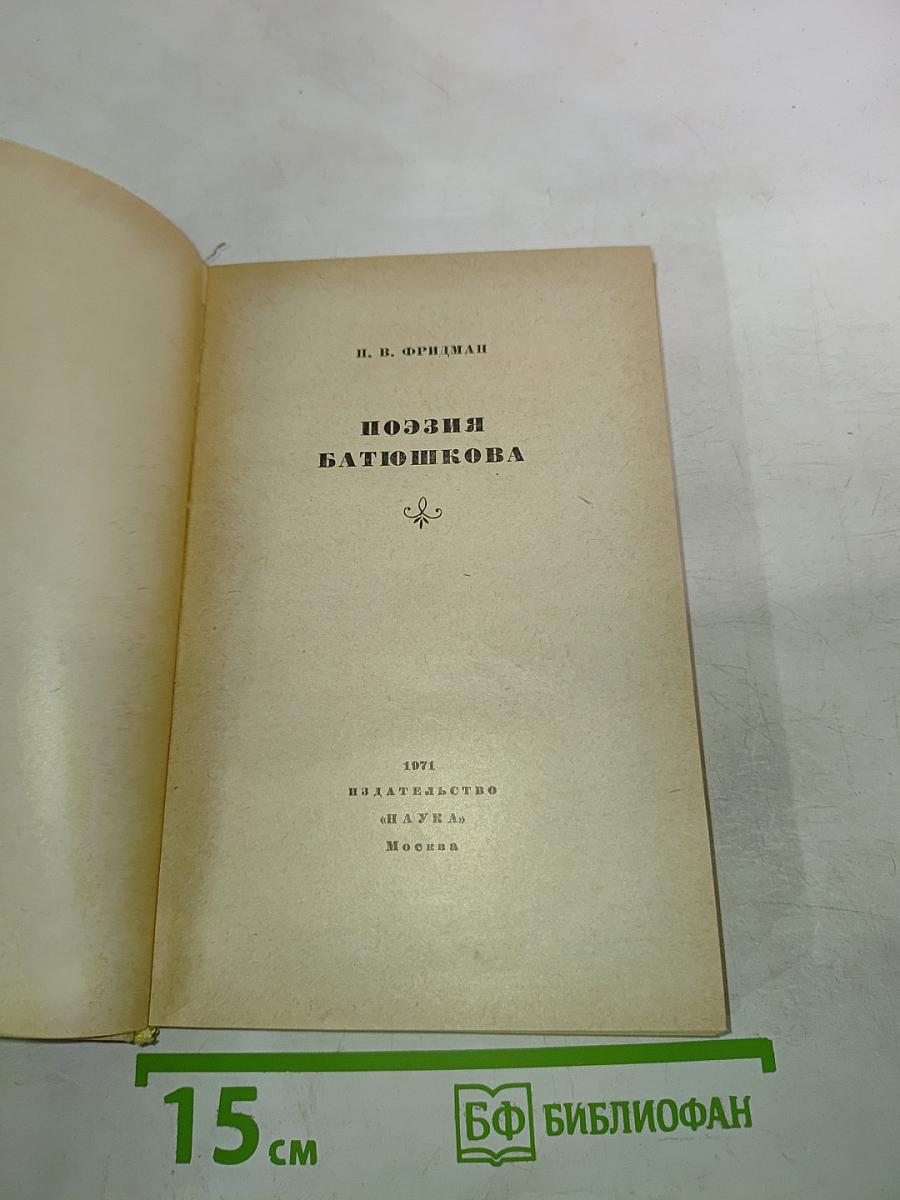 Н. В. ФРИДМАН
ПОЭЗИЯ
БАТЮШКОВА
1971
ИЗДАТЕЛЬСТВО
«НАУКА»
Москва
15 см
БФ БИБЛИОФАН